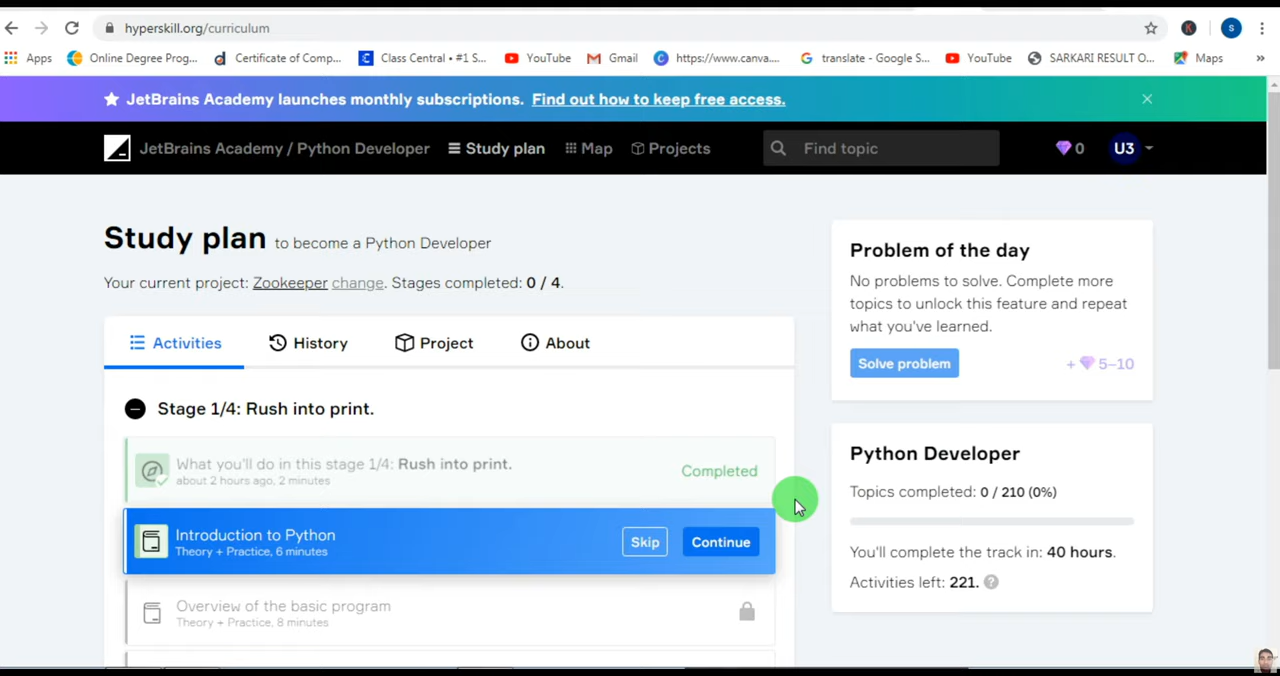 hyperskill.org/curriculum
K
S
Apps
Online Degree Prog...
Certificate of Comp...
Class Central • #1 S...
YouTube
Gmail
https://www.canva....
translate - Google S...
YouTube
SARKARI RESULT O...
Maps
»
JetBrains Academy launches monthly subscriptions. Find out how to keep free access.
JetBrains Academy / Python Developer
Study plan
Map
Projects
Find topic
0
U3
Study plan to become a Python Developer
Your current project: Zookeeper change. Stages completed: 0 / 4.
Activities
History
Project
About
Stage 1/4: Rush into print.
What you'll do in this stage 1/4: Rush into print.
about 2 hours ago, 2 minutes
Completed
Introduction to Python
Theory + Practice, 6 minutes
Skip
Continue
Overview of the basic program
Theory + Practice, 8 minutes
Problem of the day
No problems to solve. Complete more
topics to unlock this feature and repeat
what you've learned.
Solve problem
+ 5–10
Python Developer
Topics completed: 0 / 210 (0%)
You'll complete the track in: 40 hours.
Activities left: 221. ?